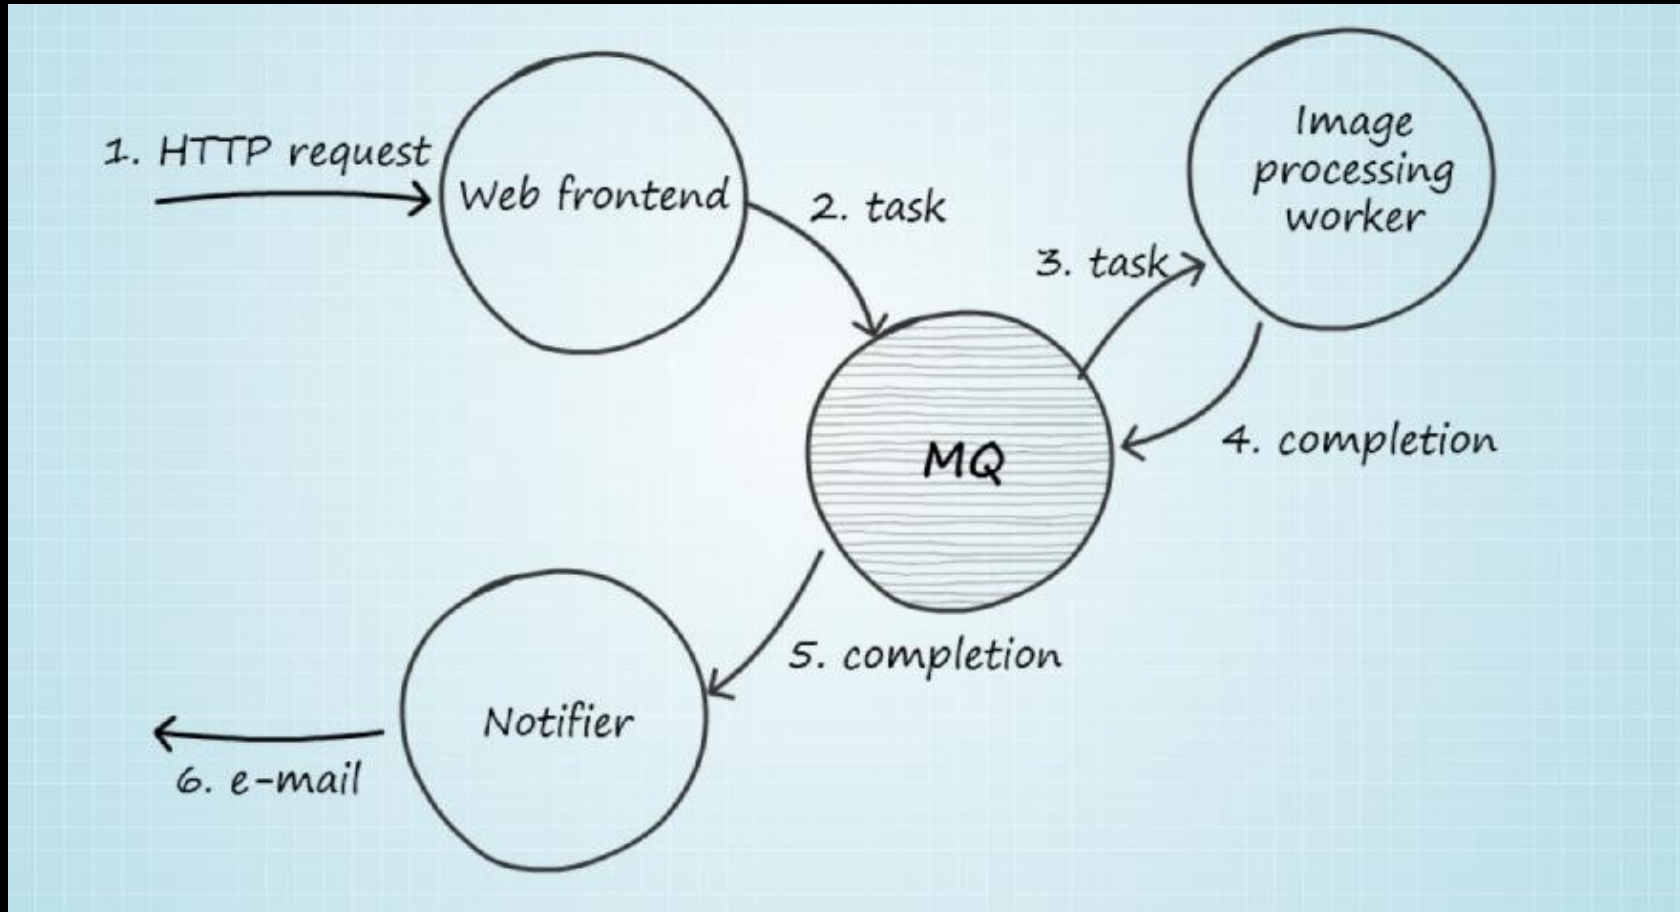 1. HTTP request
Web frontend
2. task
3. task
Image
processing
worker
4. completion
MQ
5. completion
Notifier
6. e-mail